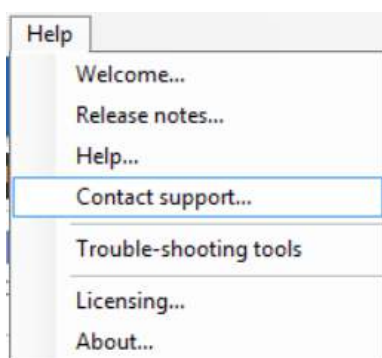 Help
Welcome...
Release notes...
Help...
Contact support...
Trouble-shooting tools
Licensing...
About...